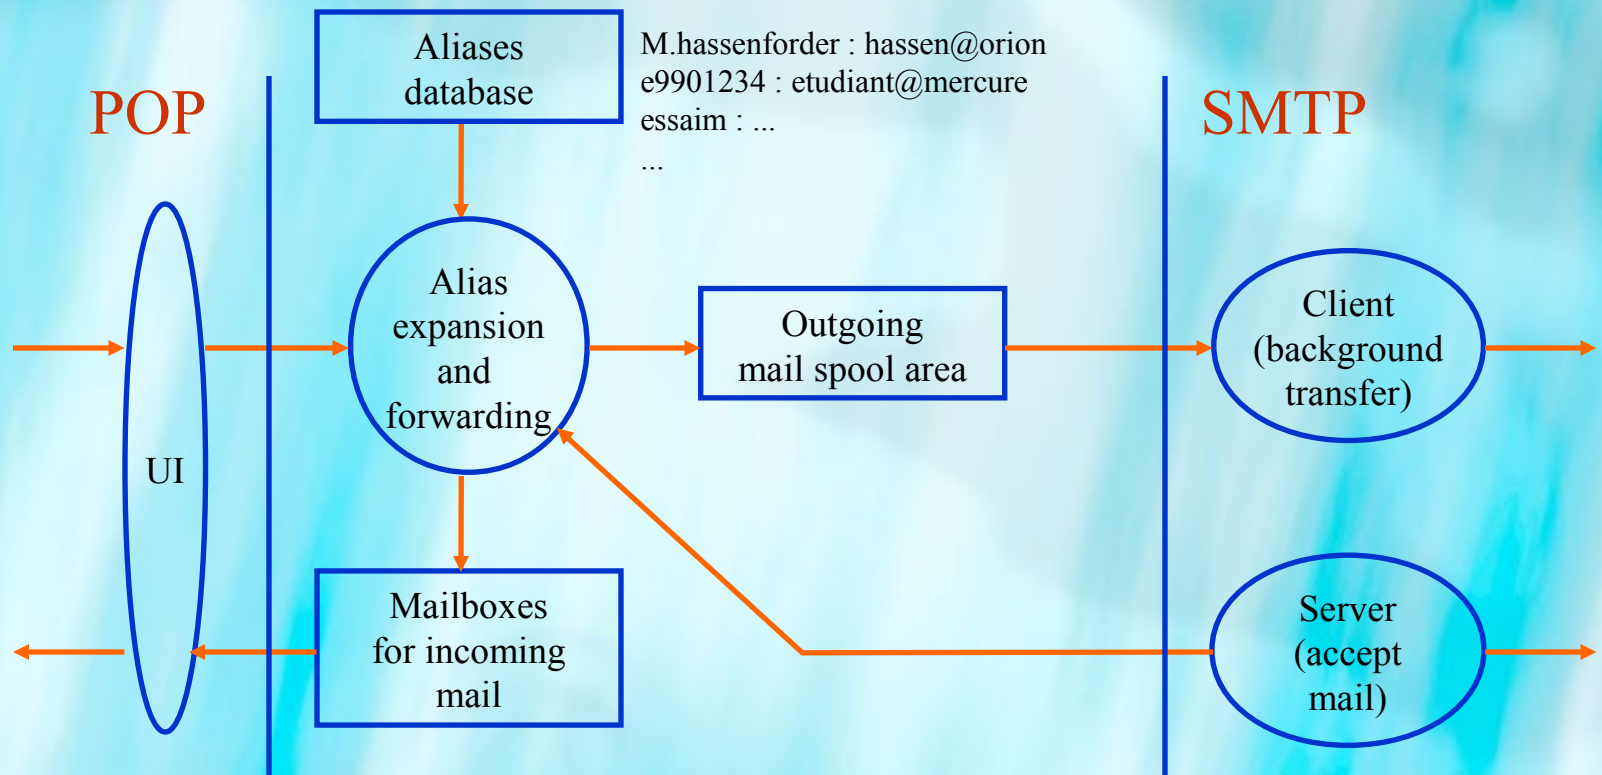 POP
Aliases
database
M.hassenforder : hassen@orion
e9901234 : etudiant@mercure
essaim : ...
...
SMTP
UI
Alias
expansion
and
forwarding
Outgoing
mail spool area
Client
(background
transfer)
Mailboxes
for incoming
mail
Server
(accept
mail)